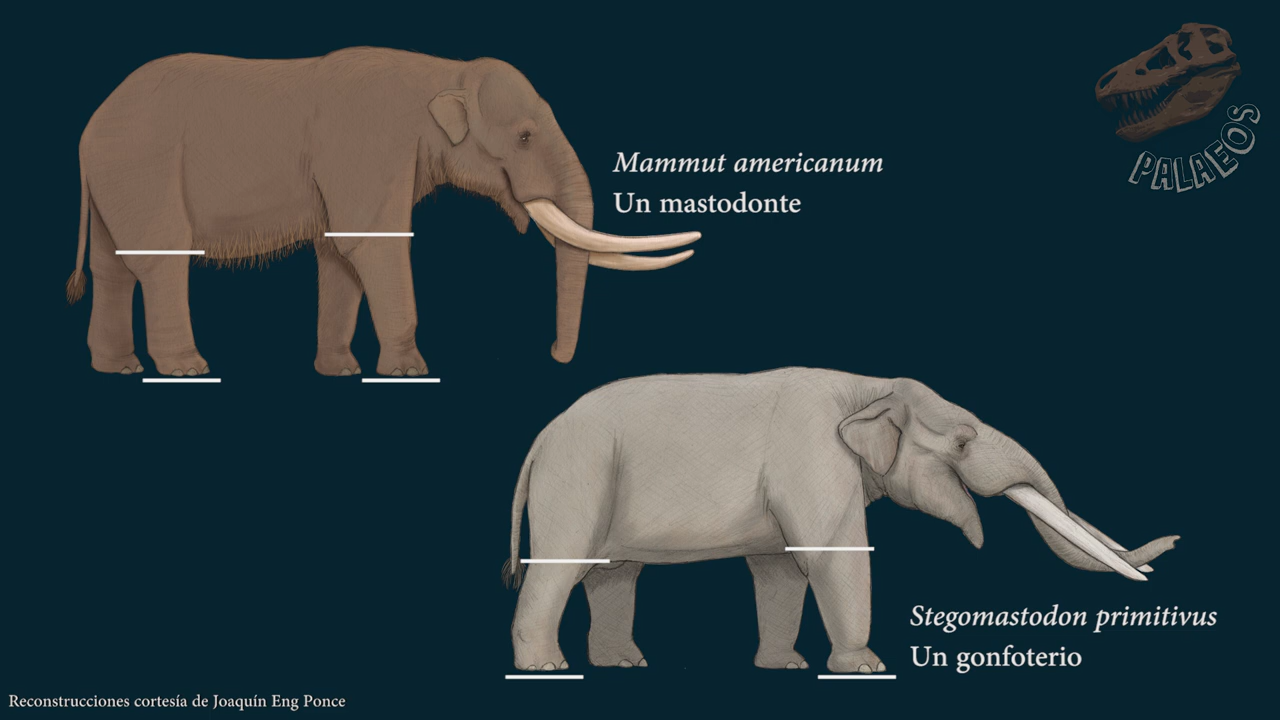 PALAEOS
Mammut americanum
Un mastodonte
Stegomastodon primitivus
Un gonfoterio
Reconstrucciones cortesía de Joaquín Eng Ponce